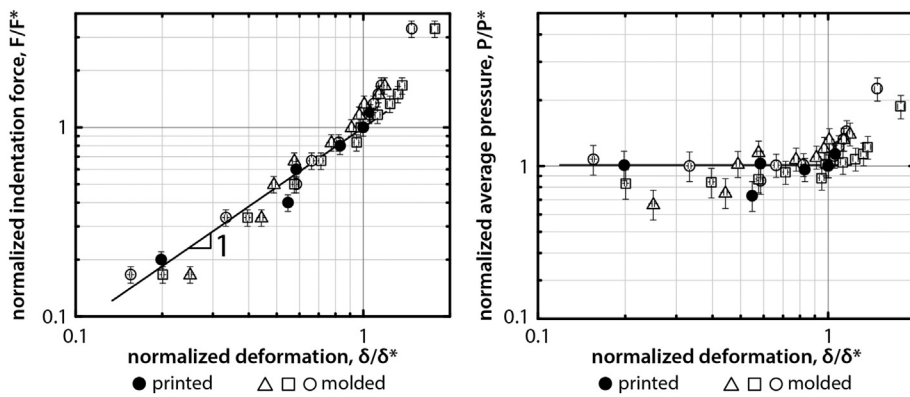 normalized indentation force, F/F*
1
0.1
1
0.1
1
normalized deformation, δ/δ*
printed
molded
normalized average pressure, P/P*
1
0.1
0.1
1
normalized deformation, δ/δ*
printed
molded